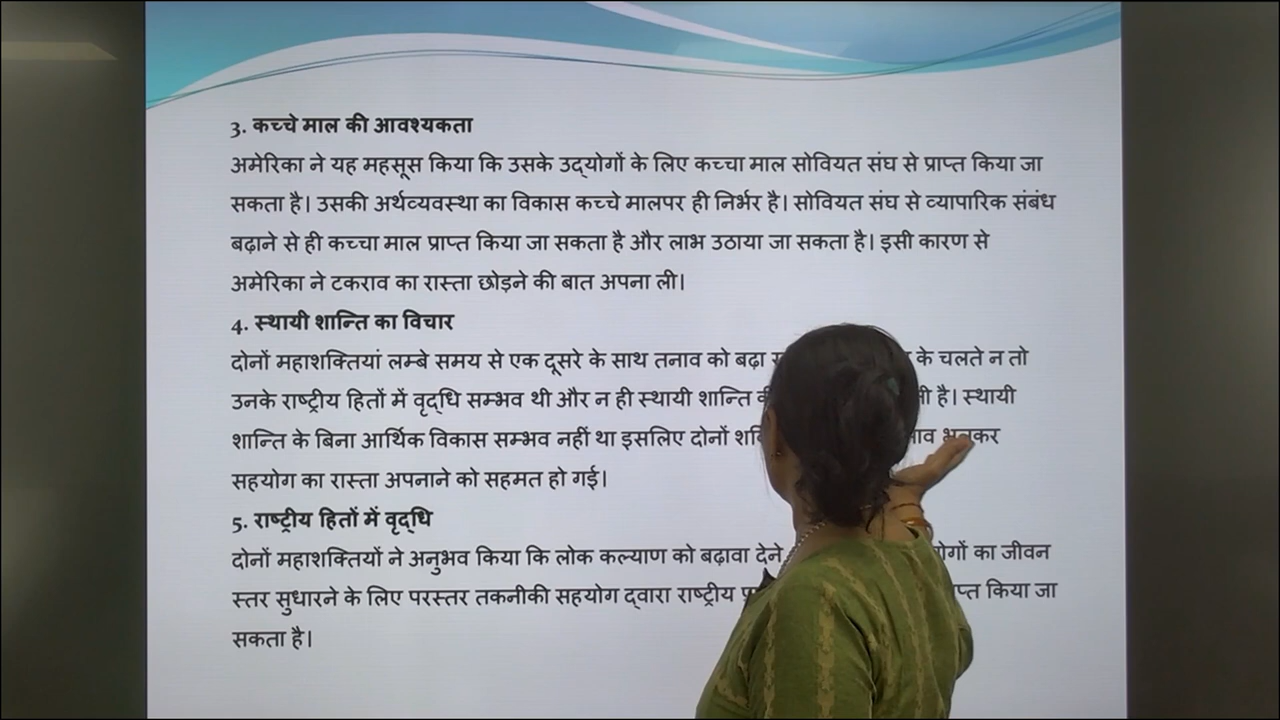 3. कच्चे माल की आवश्यकता
अमेरिका ने यह महसूस किया कि उसके उद्योगों के लिए कच्चा माल सोवियत संघ से प्राप्त किया जा
सकता है। उसकी अर्थव्यवस्था का विकास कच्चे मालपर ही निर्भर है। सोवियत संघ से व्यापारिक संबंध
बढ़ाने से ही कच्चा माल प्राप्त किया जा सकता है और लाभ उठाया जा सकता है। इसी कारण से
अमेरिका ने टकराव का रास्ता छोड़ने की बात अपना ली।
4. स्थायी शान्ति का विचार
दोनों महाशक्तियां लम्बे समय से एक दूसरे के साथ तनाव को बढ़ा के चलते न तो
उनके राष्ट्रीय हितों में वृद्धि सम्भव थी और न ही स्थायी शान्ति है। स्थायी
शान्ति के बिना आर्थिक विकास सम्भव नहीं था इसलिए दोनों
सहयोग का रास्ता अपनाने को सहमत हो गई।
5. राष्ट्रीय हितों में वृद्धि
दोनों महाशक्तियों ने अनुभव किया कि लोक कल्याण को बढ़ावा देने का जीवन
स्तर सुधारने के लिए परस्तर तकनीकी सहयोग द्वारा राष्ट्रीय किया जा
सकता है।